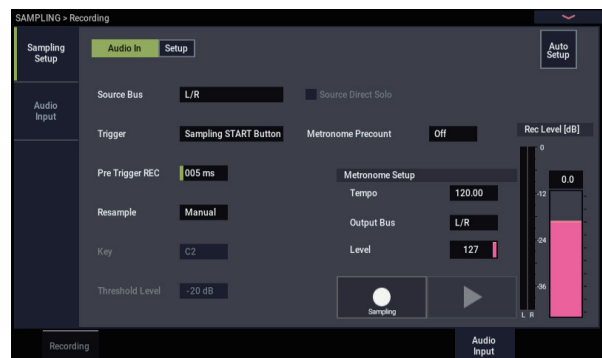 SAMPLING > Recording
Sampling
Setup
Audio In Setup
Auto
Setup
Audio
Input
Source Bus L/R Source Direct Solo
Trigger Sampling START Button Metronome Precount Off Rec Level [dB]
0
Pre Trigger REC 005 ms Metronome Setup 0.0
Tempo 120.00 -12
Resample Manual
Output Bus L/R
Key C2 Level 127 -24
Threshold Level -20 dB -36
Sampling L R
Recording Audio
Input